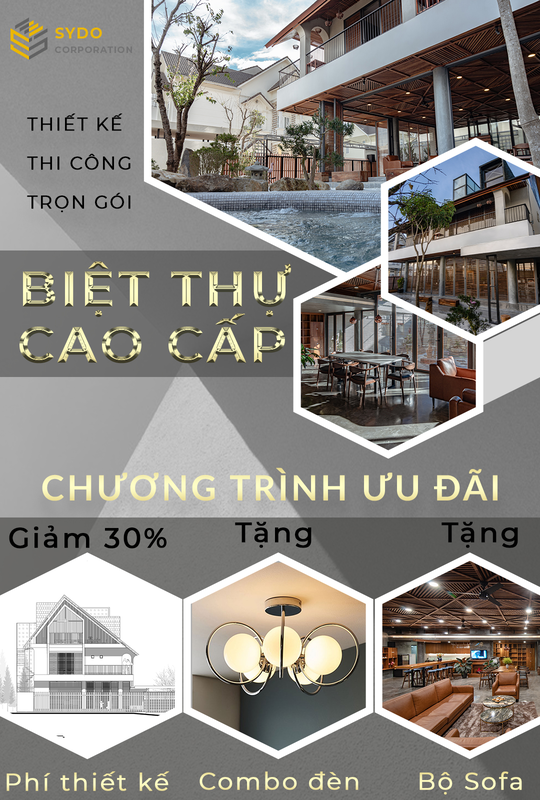 SYDO
CORPORATION
THIẾT KẾ
THI CÔNG
TRỌN GÓI
BIỆT THỰ
CAO CẤP
CHƯƠNG TRÌNH ƯU ĐÃI
Giảm 30%
Tặng
Tặng
Phí thiết kế
Combo đèn
Bộ Sofa